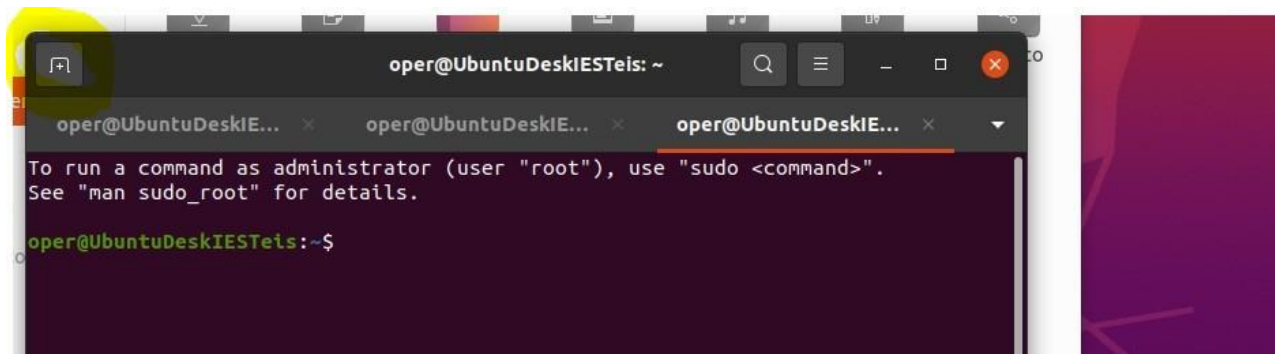 oper@UbuntuDeskIESTeis: ~
oper@UbuntuDeskIE... oper@UbuntuDeskIE... oper@UbuntuDeskIE...
To run a command as administrator (user "root"), use "sudo <command>".
See "man sudo_root" for details.
oper@UbuntuDeskIESTeis:~$